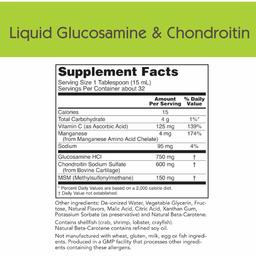 Liquid Glucosamine & Chondroitin
Supplement Facts
Serving Size 1 Tablespoon (15 mL)
Servings Per Container about 32
Amount Per Serving % Daily Value
Calories 15
Total Carbohydrate 4 g 1%*
Vitamin C (as Ascorbic Acid) 125 mg 139%
Manganese 4 mg 174%
(from Manganese Amino Acid Chelate)
Sodium 95 mg 4%
Glucosamine HCl 750 mg †
Chondroitin Sodium Sulfate 600 mg †
(from Bovine Cartilage)
MSM (Methylsulfonylmethane) 150 mg †
* Percent Daily Values are based on a 2,000 calorie diet.
† Daily Value not established.
Other ingredients: De-ionized Water, Vegetable Glycerin, Fruc-
tose, Natural Flavors, Malic Acid, Citric Acid, Xanthan Gum,
Potassium Sorbate (as preservative) and Natural Beta-Carotene.
Contains shellfish (crab, shrimp, lobster, crayfish).
Natural Beta-Carotene contains refined soy oil.
Not manufactured with wheat, gluten, milk, egg or fish ingredi-
ents. Produced in a GMP facility that processes other ingredi-
ents containing these allergens.